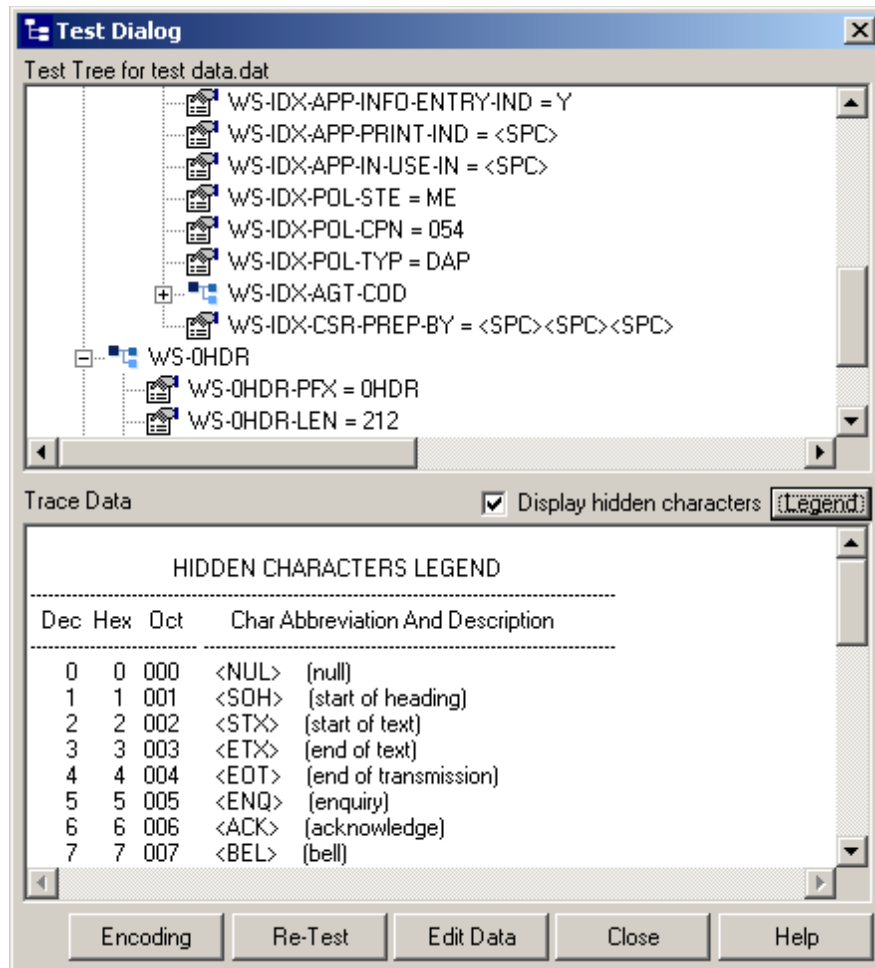 Test Dialog
Test Tree for test data.dat
WS-IDX-APP-INFO-ENTRY-IND = Y
WS-IDX-APP-PRINT-IND = <SPC>
WS-IDX-APP-IN-USE-IN = <SPC>
WS-IDX-POL-STE = ME
WS-IDX-POL-CPN = 054
WS-IDX-POL-TYP = DAP
WS-IDX-AGT-COD
WS-IDX-CSR-PREP-BY = <SPC><SPC><SPC>
WS-0HDR
WS-0HDR-PFX = 0HDR
WS-0HDR-LEN = 212
Trace Data Display hidden characters Legend
HIDDEN CHARACTERS LEGEND
Dec Hex Oct Char Abbreviation And Description
0 0 000 <NUL> (null)
1 1 001 <SOH> (start of heading)
2 2 002 <STX> (start of text)
3 3 003 <ETX> (end of text)
4 4 004 <EOT> (end of transmission)
5 5 005 <ENQ> (enquiry)
6 6 006 <ACK> (acknowledge)
7 7 007 <BEL> (bell)
Encoding Re-Test Edit Data Close Help